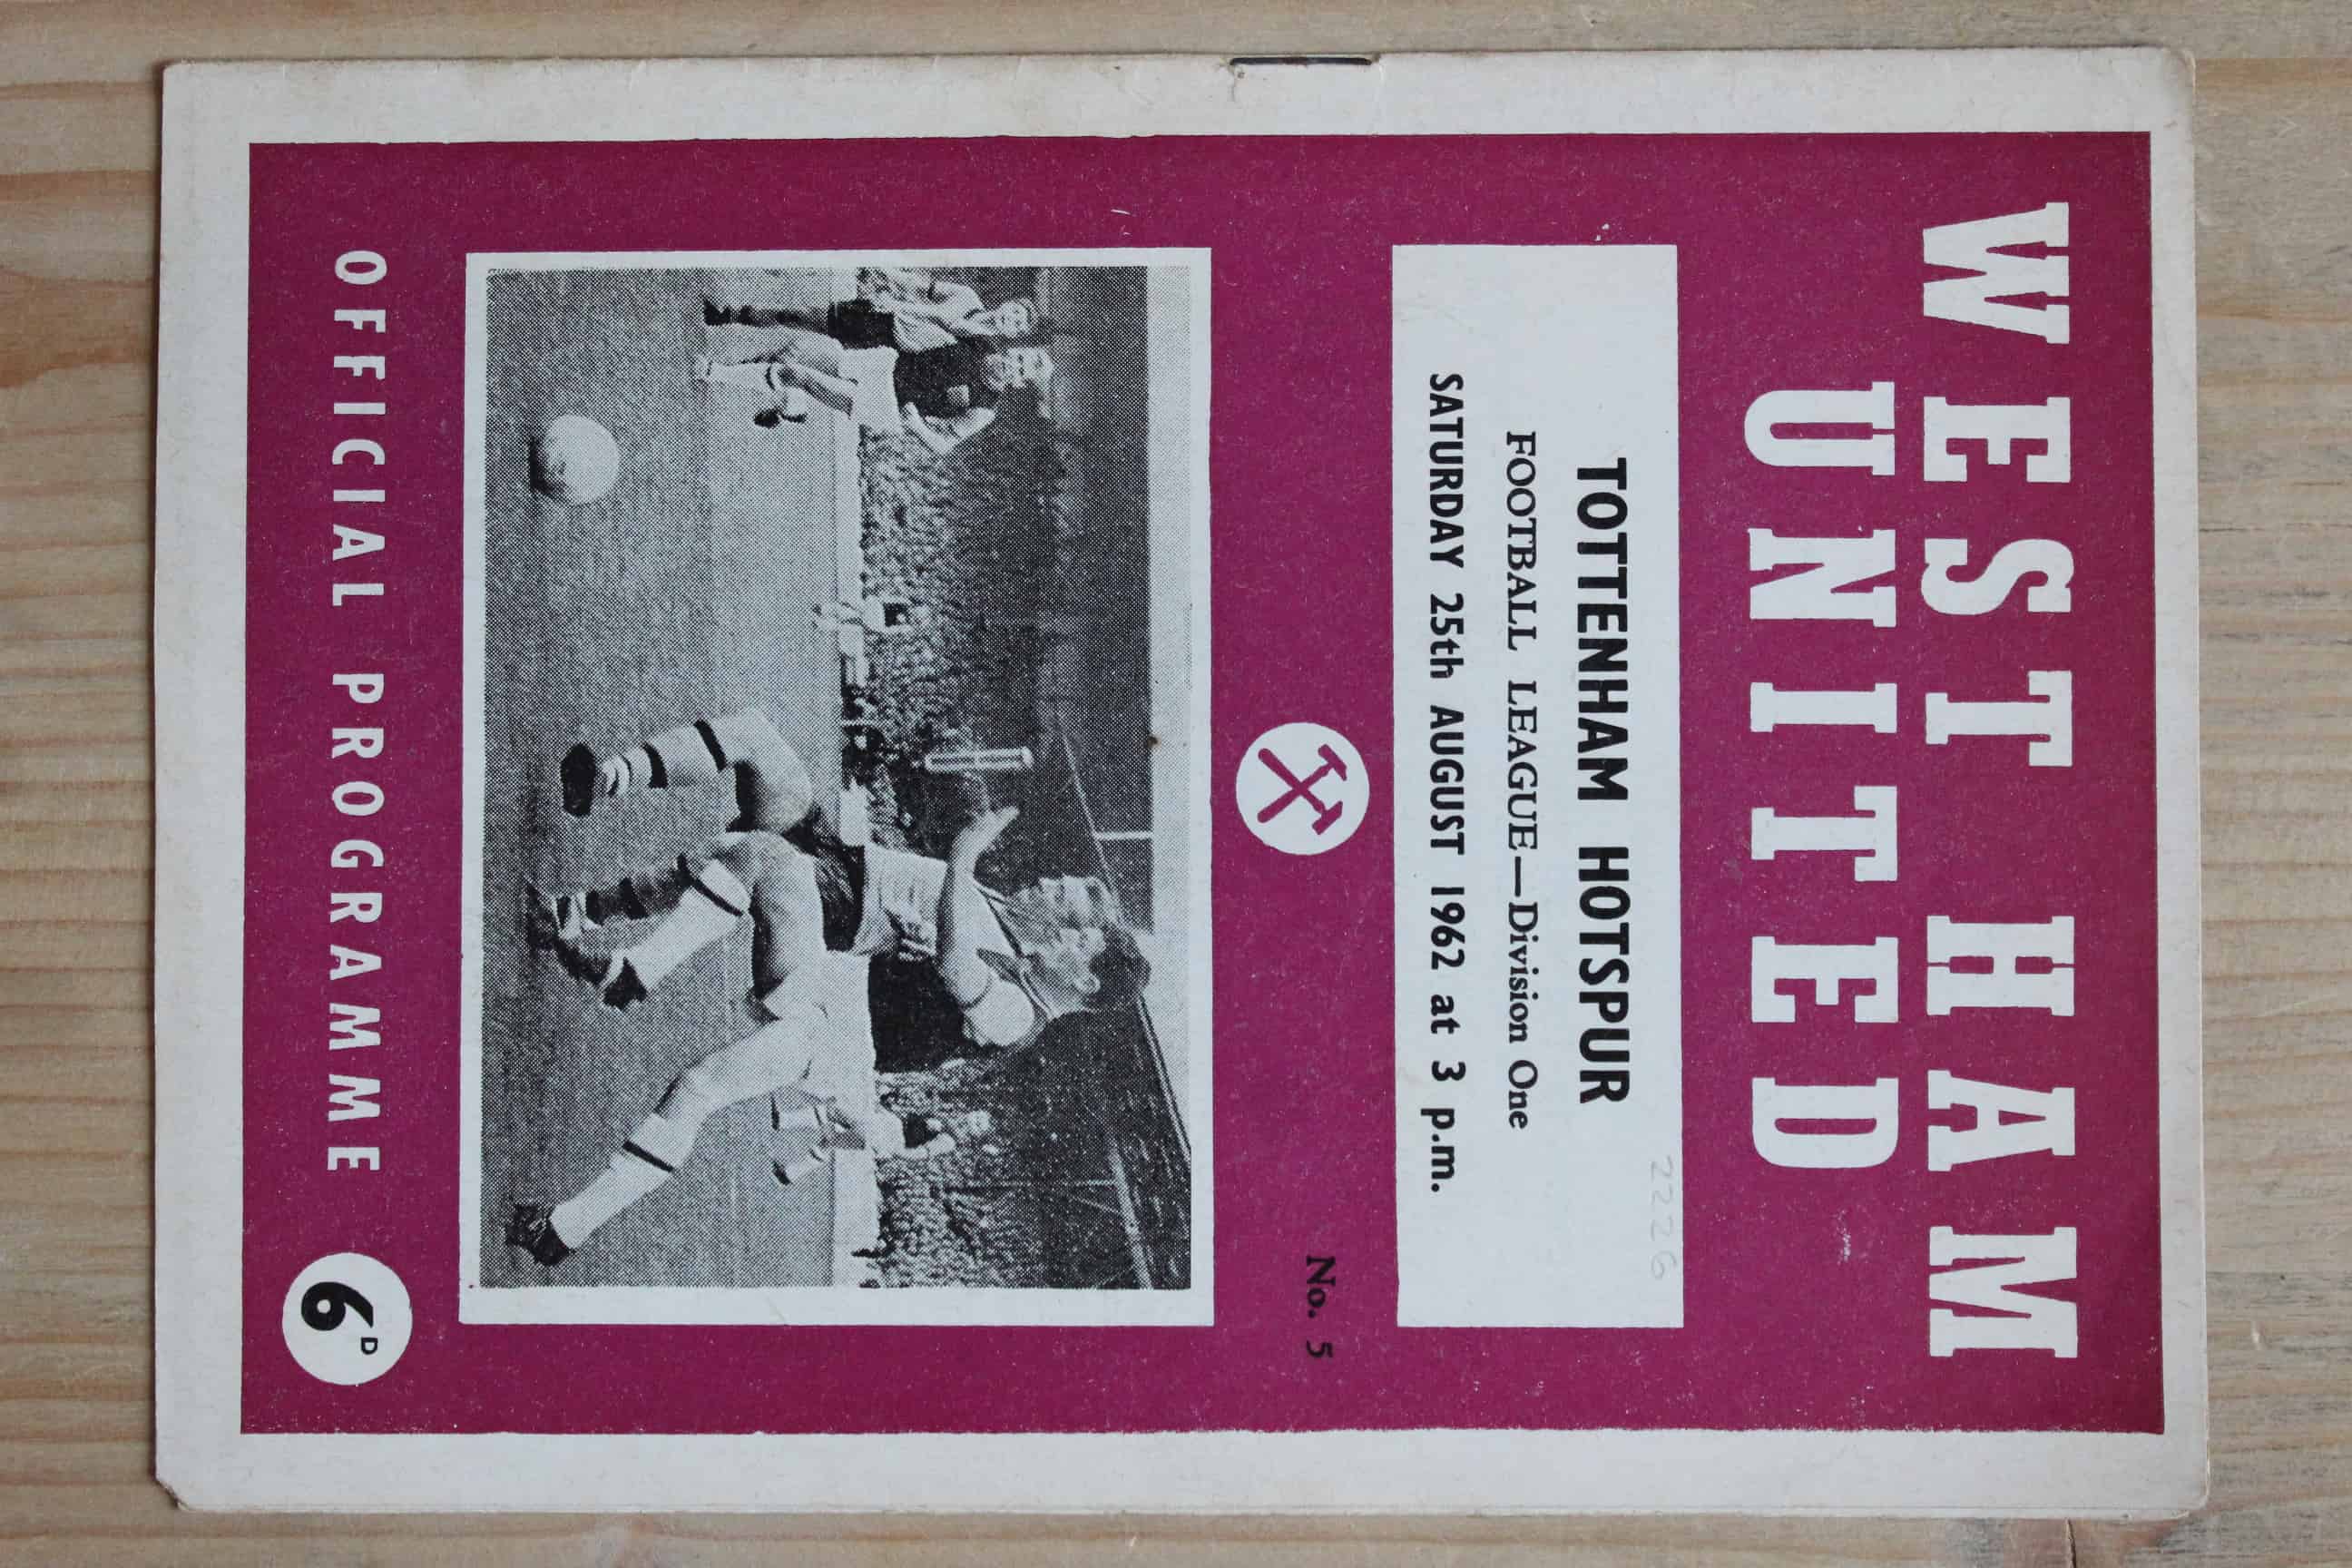 WEST HAM
UNITED
2226
TOTTENHAM HOTSPUR
FOOTBALL LEAGUE—Division One
SATURDAY 25th AUGUST 1962 at 3 p.m.
No. 5
OFFICIAL PROGRAMME
6D